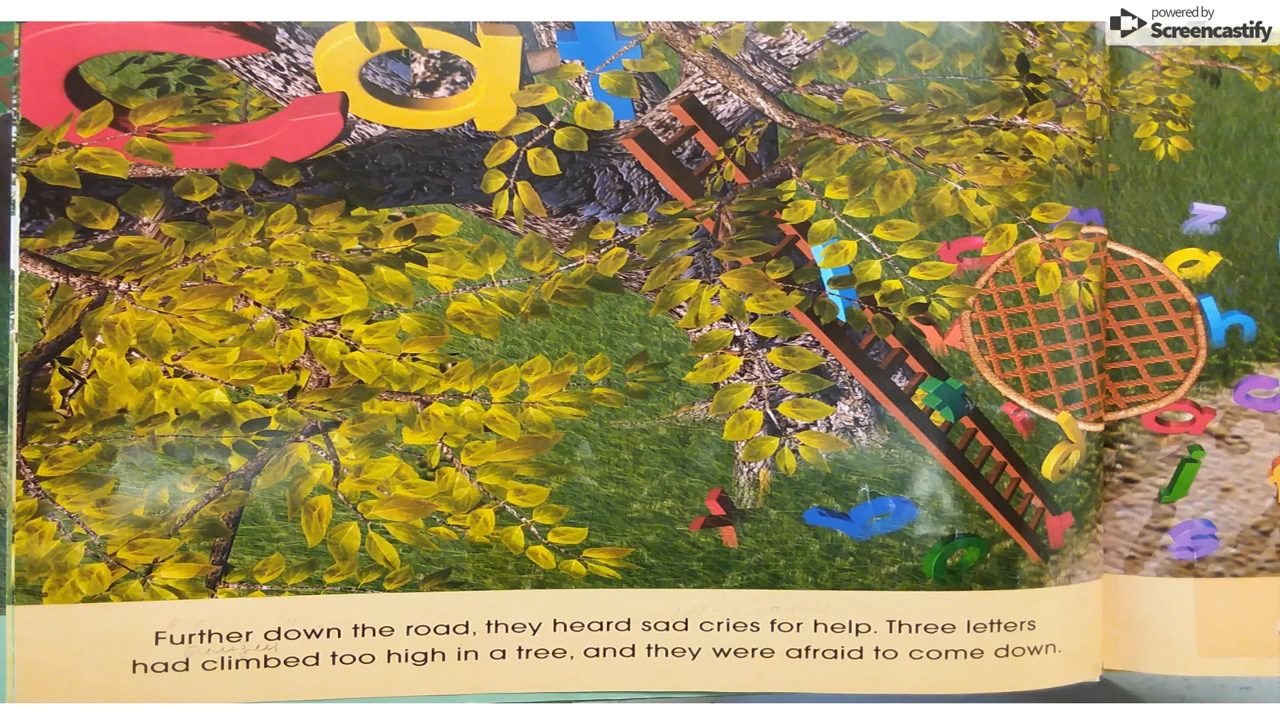 powered by
Screencastify
cat
Further down the road, they heard sad cries for help. Three letters
had climbed too high in a tree, and they were afraid to come down.